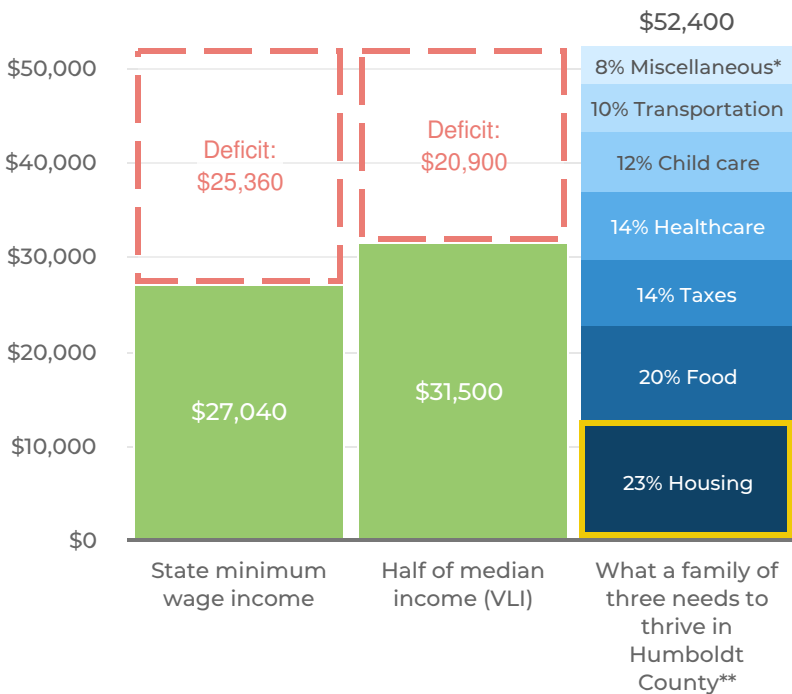 $52,400
$50,000
$40,000
$30,000
$20,000
$10,000
$0
Deficit:
$25,360
$27,040
Deficit:
$20,900
$31,500
8% Miscellaneous*
10% Transportation
12% Child care
14% Healthcare
14% Taxes
20% Food
23% Housing
State minimum
wage income
Half of median
income (VLI)
What a family of
three needs to
thrive in
Humboldt
County**